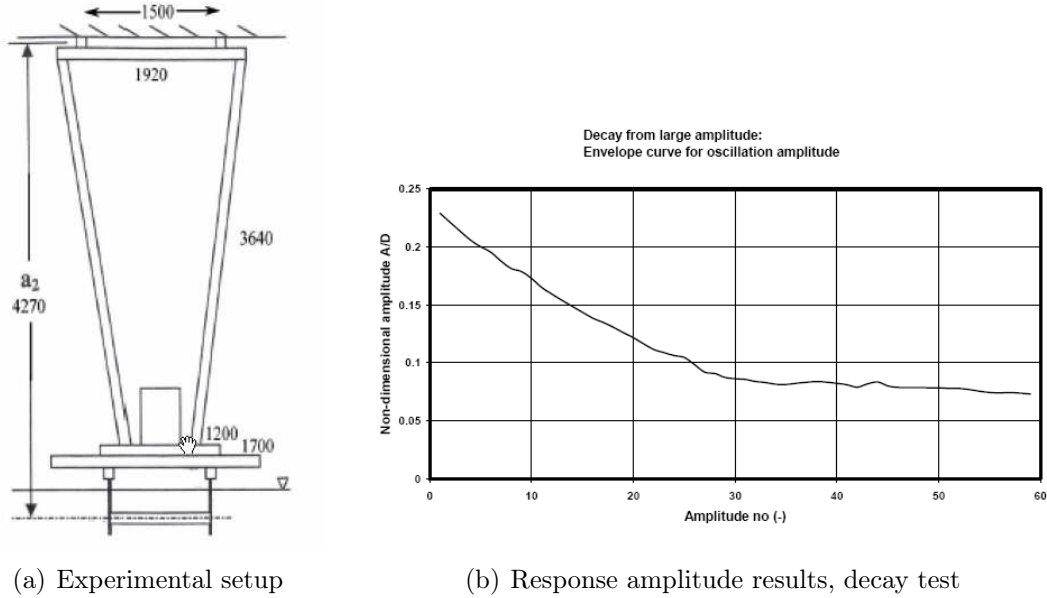 1500
1920
3640
a₂
4270
1200
1700
Decay from large amplitude:
Envelope curve for oscillation amplitude
Non-dimensional amplitude A/D
0.25
0.2
0.15
0.1
0.05
0
0 10 20 30 40 50 60
Amplitude no (-)
(a) Experimental setup
(b) Response amplitude results, decay test